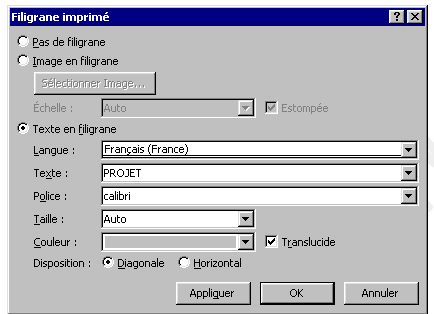 Filigrane imprimé
Pas de filigrane
Image en filigrane
Sélectionner Image...
Échelle : Auto Estompée
Texte en filigrane
Langue : Français (France)
Texte : PROJET
Police : calibri
Taille : Auto
Couleur : Translucide
Disposition : Diagonale Horizontal
Appliquer OK Annuler